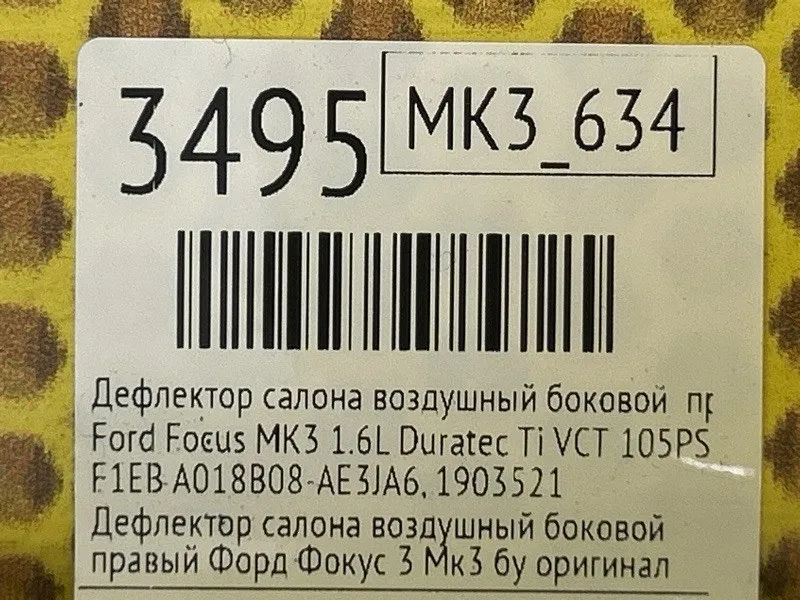 3495
MK3_634
Дефлектор салона воздушный боковой пр
Ford Focus MK3 1.6L Duratec Ti VCT 105PS
F1EB-A018B08-AE3JA6, 1903521
Дефлектор салона воздушный боковой
правый Форд Фокус 3 Мк3 бу оригинал